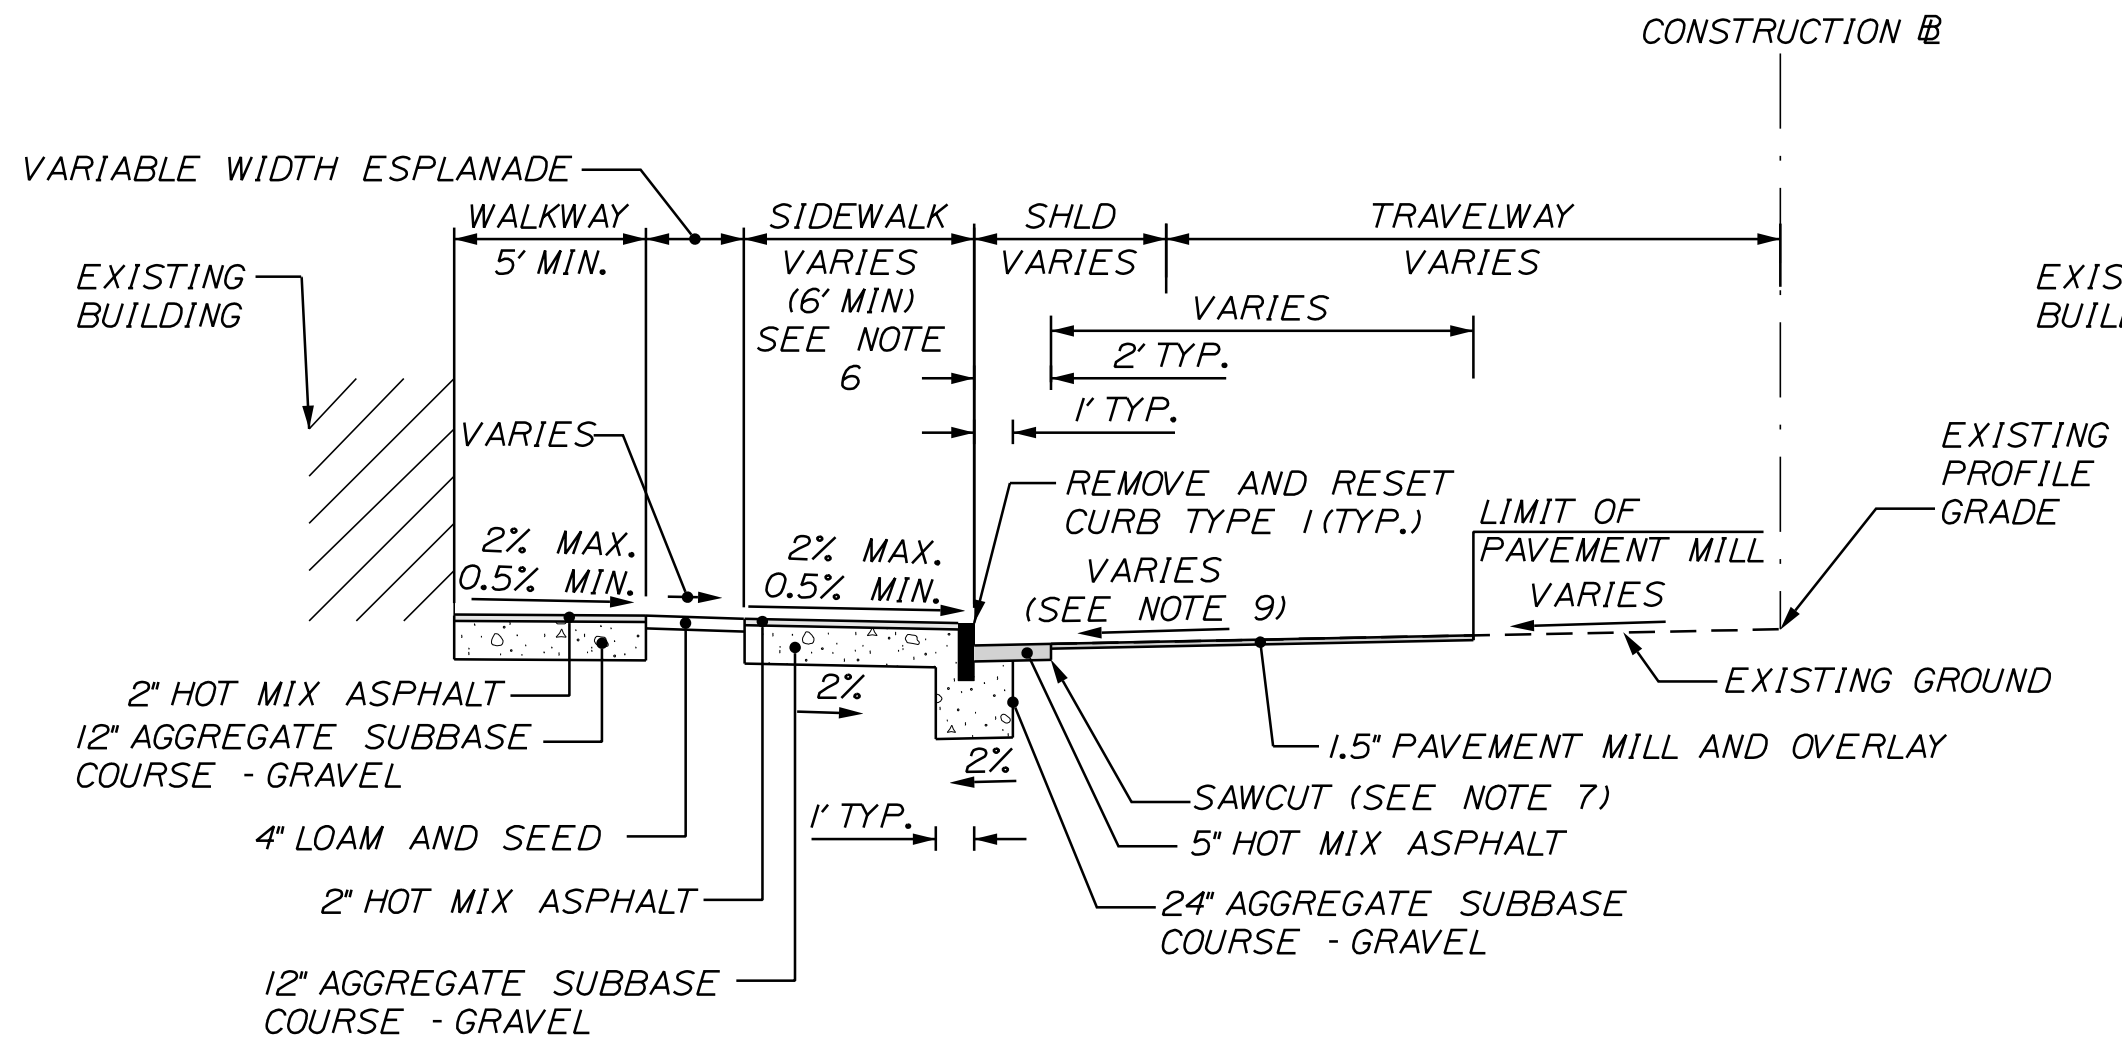 CONSTRUCTION BL
VARIABLE WIDTH ESPLANADE
WALKWAY
5' MIN.
SIDEWALK
VARIES
(6' MIN)
SEE NOTE
6
SHLD
VARIES
TRAVELWAY
VARIES
EXISTING
BUILDING
VARIES
2' TYP.
1' TYP.
VARIES
REMOVE AND RESET
CURB TYPE 1 (TYP.)
LIMIT OF
PAVEMENT MILL
EXISTING
PROFILE
GRADE
2% MAX.
0.5% MIN.
2% MAX.
0.5% MIN.
VARIES
(SEE NOTE 9)
VARIES
2" HOT MIX ASPHALT
12" AGGREGATE SUBBASE
COURSE - GRAVEL
2%
2%
EXISTING GROUND
1.5" PAVEMENT MILL AND OVERLAY
SAWCUT (SEE NOTE 7)
1' TYP.
4" LOAM AND SEED
5" HOT MIX ASPHALT
2" HOT MIX ASPHALT
24" AGGREGATE SUBBASE
COURSE - GRAVEL
12" AGGREGATE SUBBASE
COURSE - GRAVEL